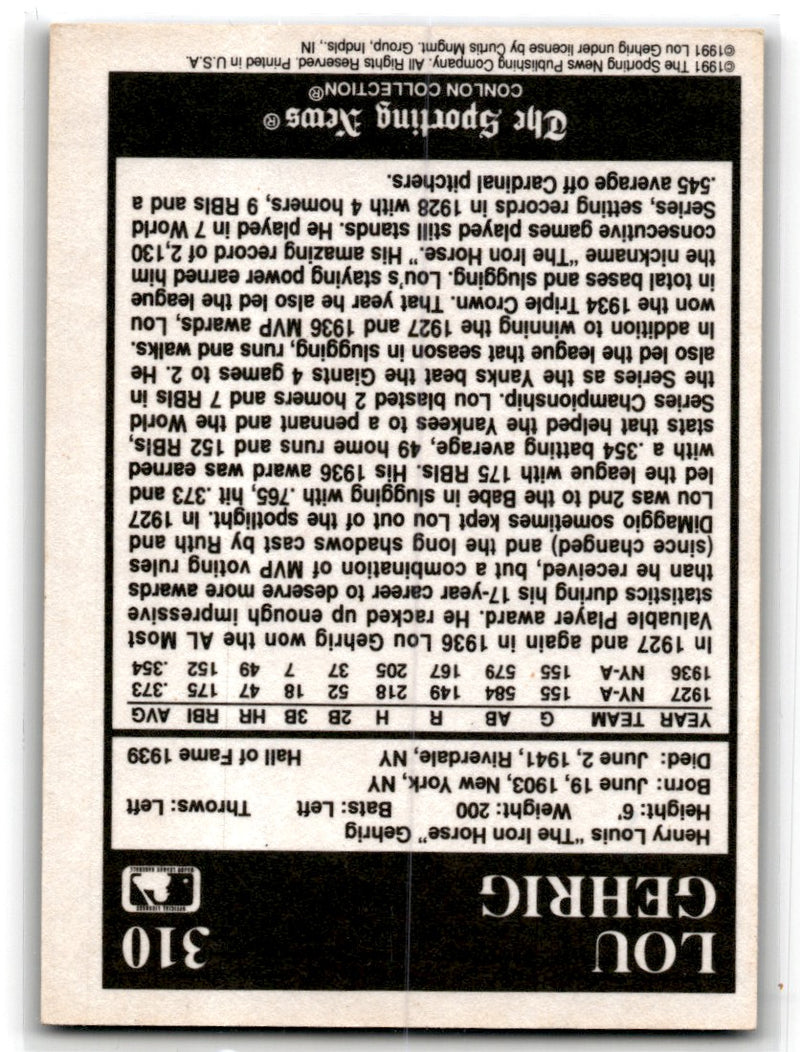 LOU
GEHRIG
310
OFFICIAL LICENSEE
MAJOR LEAGUE BASEBALL
Henry Louis "The Iron Horse" Gehrig
Height: 6' Weight: 200 Bats: Left Throws: Left
Born: June 19, 1903, New York, NY
Died: June 2, 1941, Riverdale, NY Hall of Fame 1939
YEAR TEAM G AB R H 2B 3B HR RBI AVG
1927 NY-A 155 584 149 218 52 18 47 175 .373
1936 NY-A 155 579 167 205 37 7 49 152 .354
In 1927 and again in 1936 Lou Gehrig won the AL Most
Valuable Player award. He racked up enough impressive
statistics during his 17-year career to deserve more awards
than he received, but a combination of MVP voting rules
(since changed) and the long shadows cast by Ruth and
DiMaggio sometimes kept Lou out of the spotlight. In 1927
Lou was 2nd to the Babe in slugging with .765, hit .373 and
led the league with 175 RBIs. His 1936 award was earned
with a .354 batting average, 49 home runs and 152 RBIs,
stats that helped the Yankees to a pennant and the World
Series Championship. Lou blasted 2 homers and 7 RBIs in
the Series as the Yanks beat the Giants 4 games to 2. He
also led the league that season in slugging, runs and walks.
In addition to winning the 1927 and 1936 MVP awards, Lou
won the 1934 Triple Crown. That year he also led the league
in total bases and slugging. Lou's staying power earned him
the nickname "The Iron Horse." His amazing record of 2,130
consecutive games played still stands. He played in 7 World
Series, setting records in 1928 with 4 homers, 9 RBIs and a
.545 average off Cardinal pitchers.
The Sporting News®
CONLON COLLECTION®
©1991 The Sporting News Publishing Company. All Rights Reserved. Printed in U.S.A.
©1991 Lou Gehrig under license by Curtis Mngmt. Group, Indpls., IN